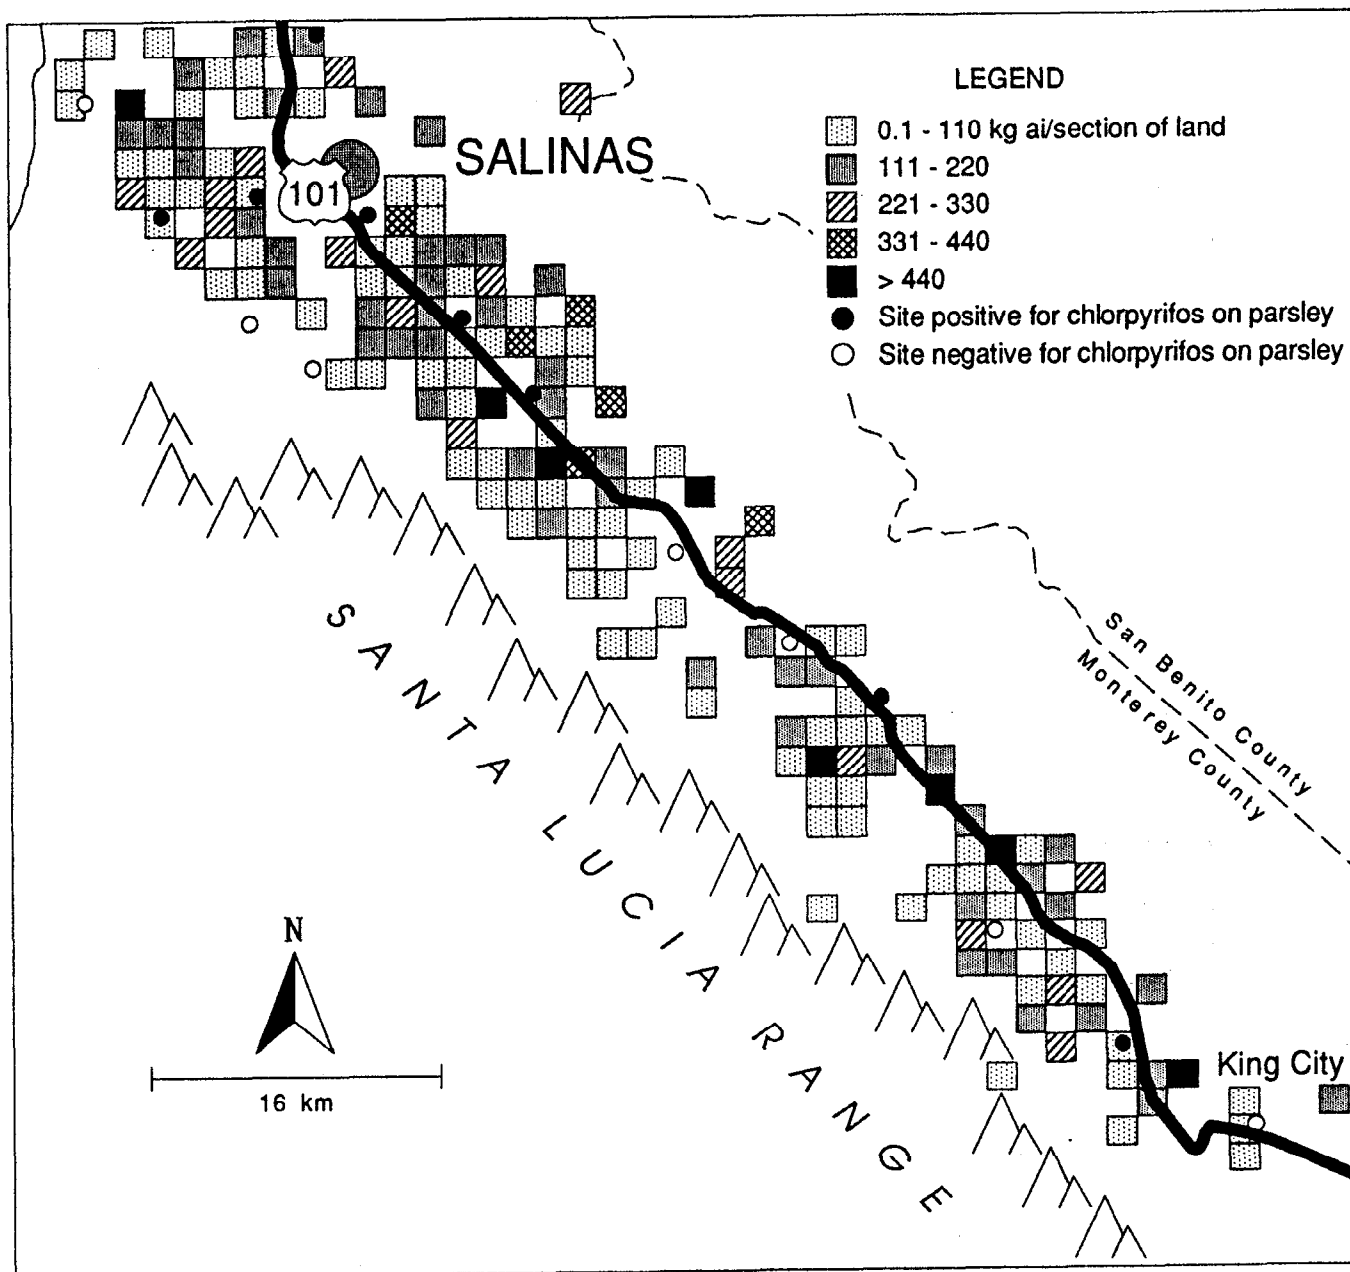 LEGEND
0.1 - 110 kg ai/section of land
111 - 220
221 - 330
331 - 440
> 440
Site positive for chlorpyrifos on parsley
Site negative for chlorpyrifos on parsley
SALINAS
101
San Benito County
Monterey County
SANTA LUCIA RANGE
N
16 km
King City